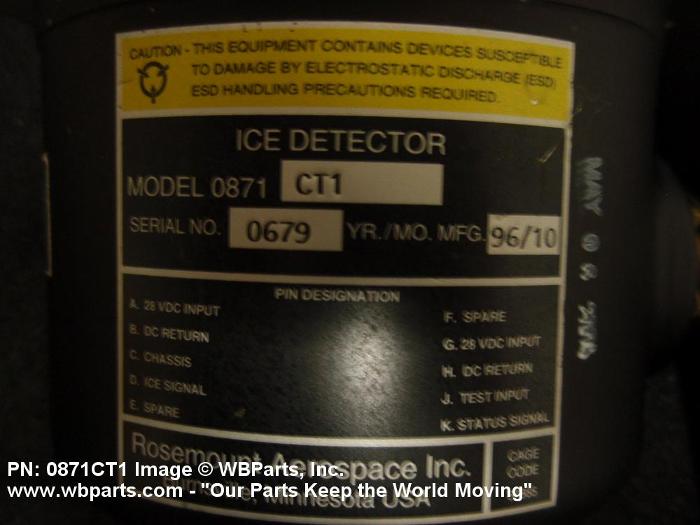 CAUTION - THIS EQUIPMENT CONTAINS DEVICES SUSCEPTIBLE
TO DAMAGE BY ELECTROSTATIC DISCHARGE (ESD)
ESD HANDLING PRECAUTIONS REQUIRED.
ICE DETECTOR
MODEL 0871 CT1
SERIAL NO. 0679 YR./MO. MFG. 96/10
PIN DESIGNATION
A. 28 VDC INPUT
B. DC RETURN
C. CHASSIS
D. ICE SIGNAL
E. SPARE
F. SPARE
G. 28 VDC INPUT
H. DC RETURN
J. TEST INPUT
K. STATUS SIGNAL
Rosemount Aerospace Inc.
Minnesota USA
CAGE
CODE
MAY
PN: 0871CT1 Image © WBParts, Inc.
www.wbparts.com - "Our Parts Keep the World Moving"